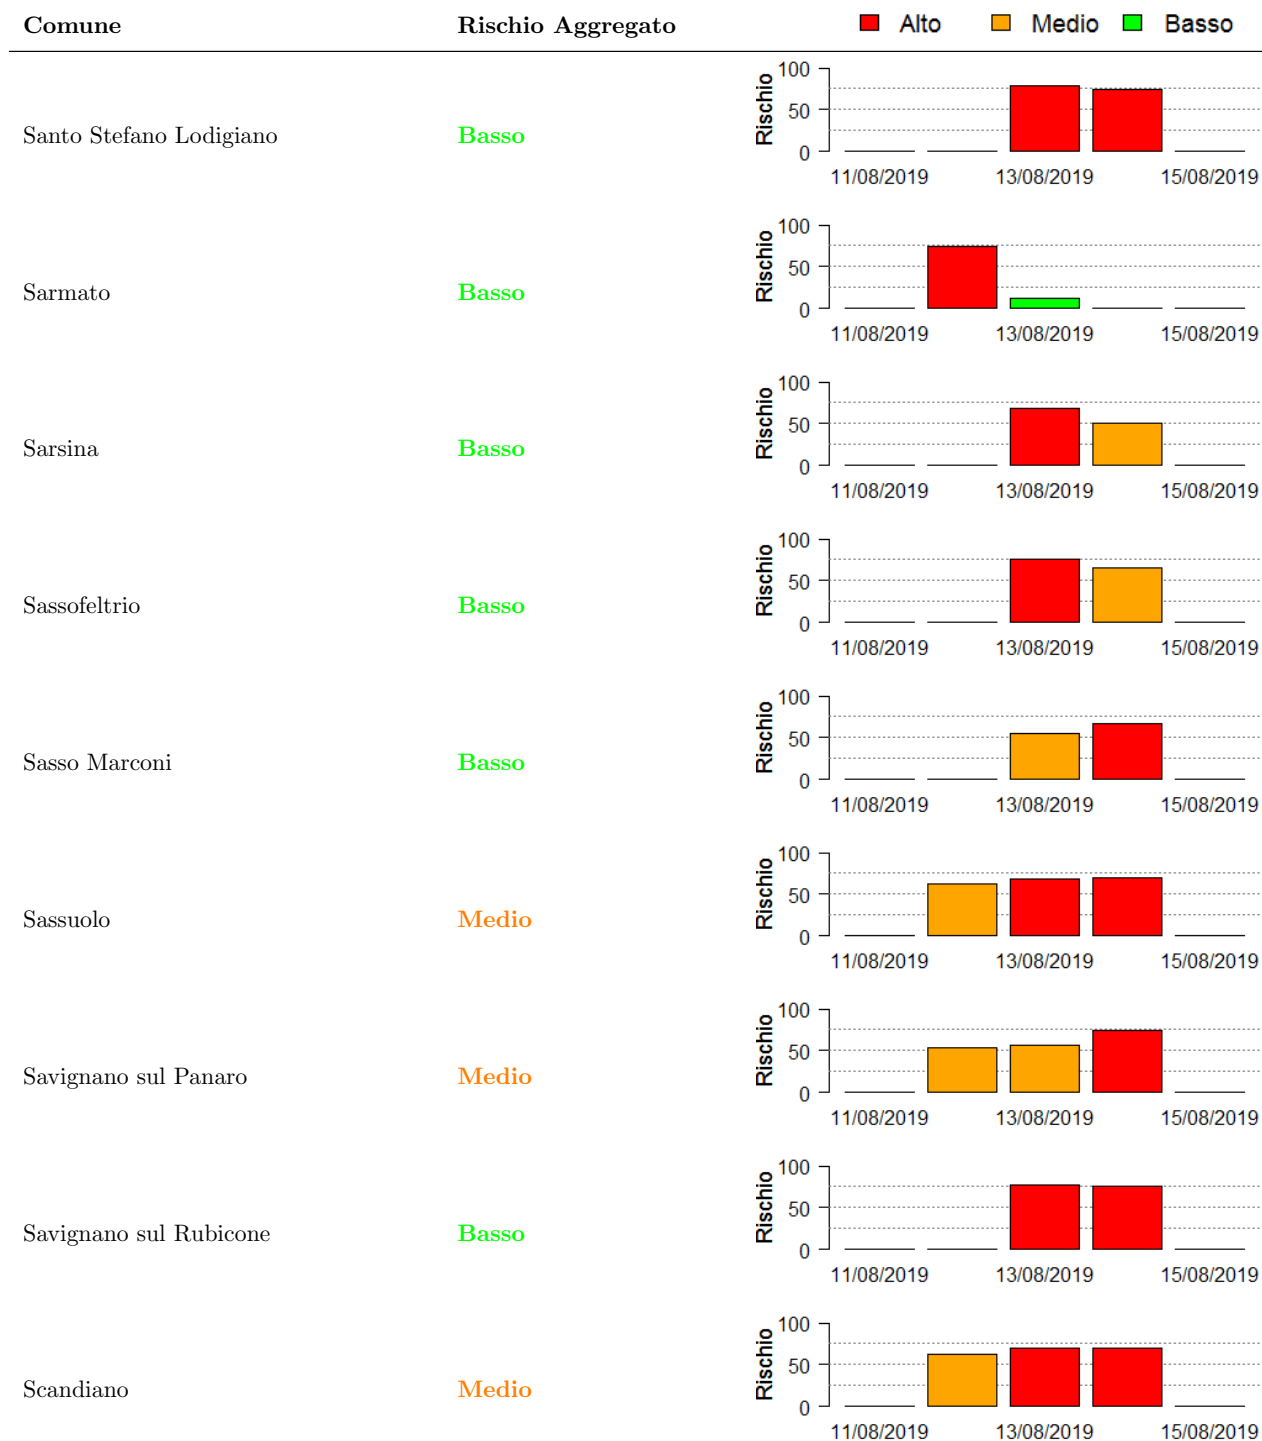 Comune Rischio Aggregato Alto Medio Basso
Santo Stefano Lodigiano Basso
Rischio
100
50
0
11/08/2019 13/08/2019 15/08/2019
Sarmato Basso
Rischio
100
50
0
11/08/2019 13/08/2019 15/08/2019
Sarsina Basso
Rischio
100
50
0
11/08/2019 13/08/2019 15/08/2019
Sassofeltrio Basso
Rischio
100
50
0
11/08/2019 13/08/2019 15/08/2019
Sasso Marconi Basso
Rischio
100
50
0
11/08/2019 13/08/2019 15/08/2019
Sassuolo Medio
Rischio
100
50
0
11/08/2019 13/08/2019 15/08/2019
Savignano sul Panaro Medio
Rischio
100
50
0
11/08/2019 13/08/2019 15/08/2019
Savignano sul Rubicone Basso
Rischio
100
50
0
11/08/2019 13/08/2019 15/08/2019
Scandiano Medio
Rischio
100
50
0
11/08/2019 13/08/2019 15/08/2019